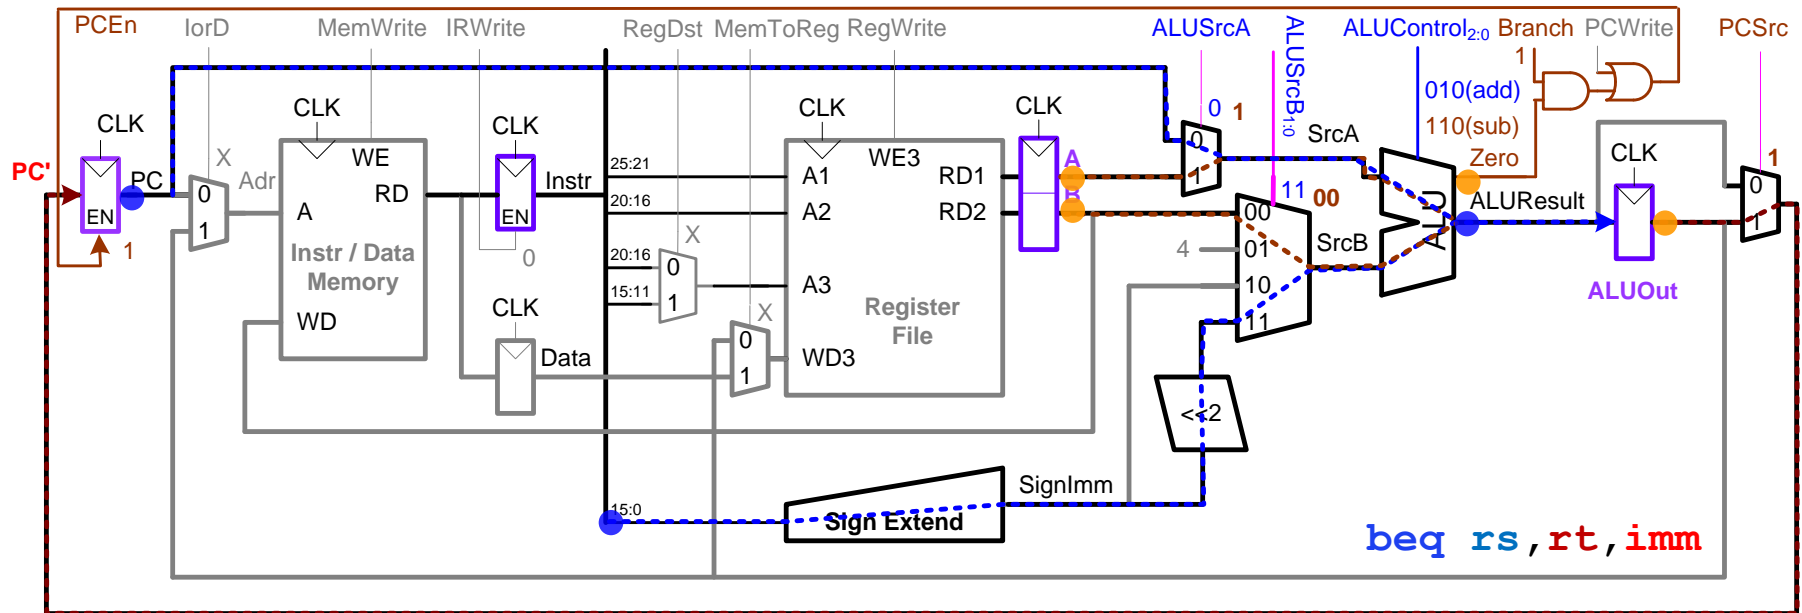 PCEn
IorD
MemWrite
IRWrite
RegDst
MemToReg
RegWrite
ALUSrcA
ALUSrcB1:0
ALUControl2:0
Branch
PCWrite
PCSrc
1
CLK
CLK
CLK
CLK
CLK
CLK
0
1
010(add)
110(sub)
Zero
1
PC'
PC
EN
1
X
0
1
Adr
WE
RD
A
Instr / Data
Memory
WD
EN
0
Instr
CLK
Data
25:21
20:16
20:16
15:11
15:0
X
0
1
X
0
1
A1
A2
A3
WD3
WE3
RD1
RD2
Register
File
A
B
0
1
SrcA
11
00
00
01
10
11
4
SrcB
ALU
ALUResult
ALUOut
0
1
<<2
SignImm
Sign Extend
beq rs,rt,imm